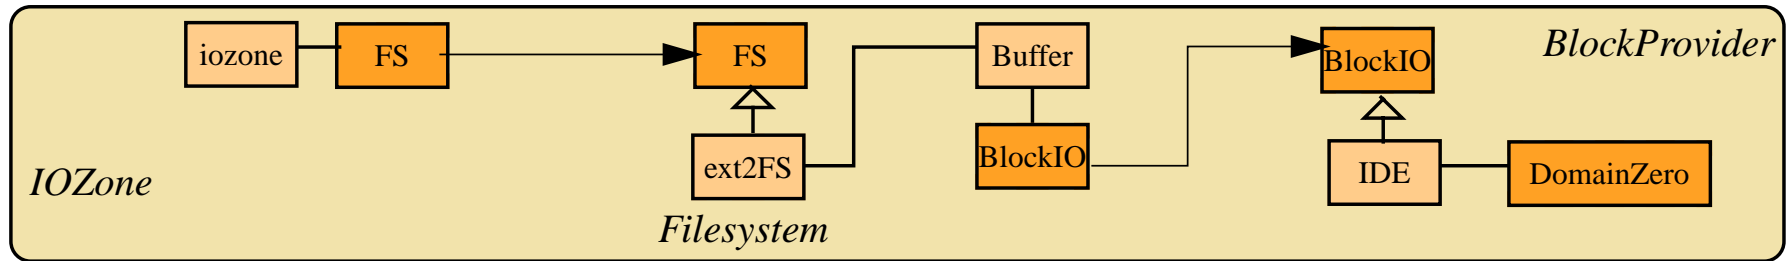 iozone
FS
FS
Buffer
BlockIO
BlockProvider
IOZone
ext2FS
BlockIO
IDE
DomainZero
Filesystem